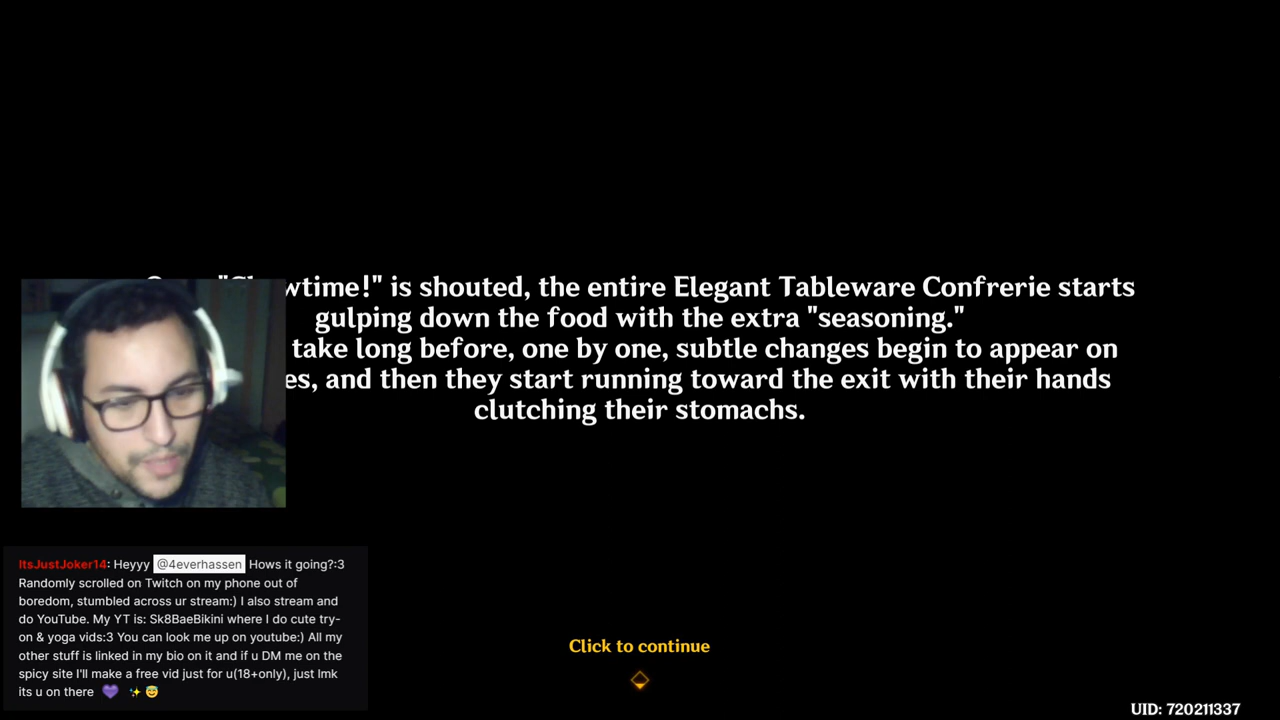 is shouted, the entire Elegant Tableware Confrerie starts
gulping down the food with the extra "seasoning."
take long before, one by one, subtle changes begin to appear on
and then they start running toward the exit with their hands
clutching their stomachs.
ItsJustJoker14: Heyyy @4everhassen Hows it going?:3
Randomly scrolled on Twitch on my phone out of
boredom, stumbled across ur stream:) I also stream and
do YouTube. My YT is: Sk8BaeBikini where I do cute try-
on & yoga vids:3 You can look me up on youtube:) All my
other stuff is linked in my bio on it and if u DM me on the
spicy site I'll make a free vid just for u(18+only), just lmk
its u on there 💜 ✨😅
Click to continue
UID: 720211337